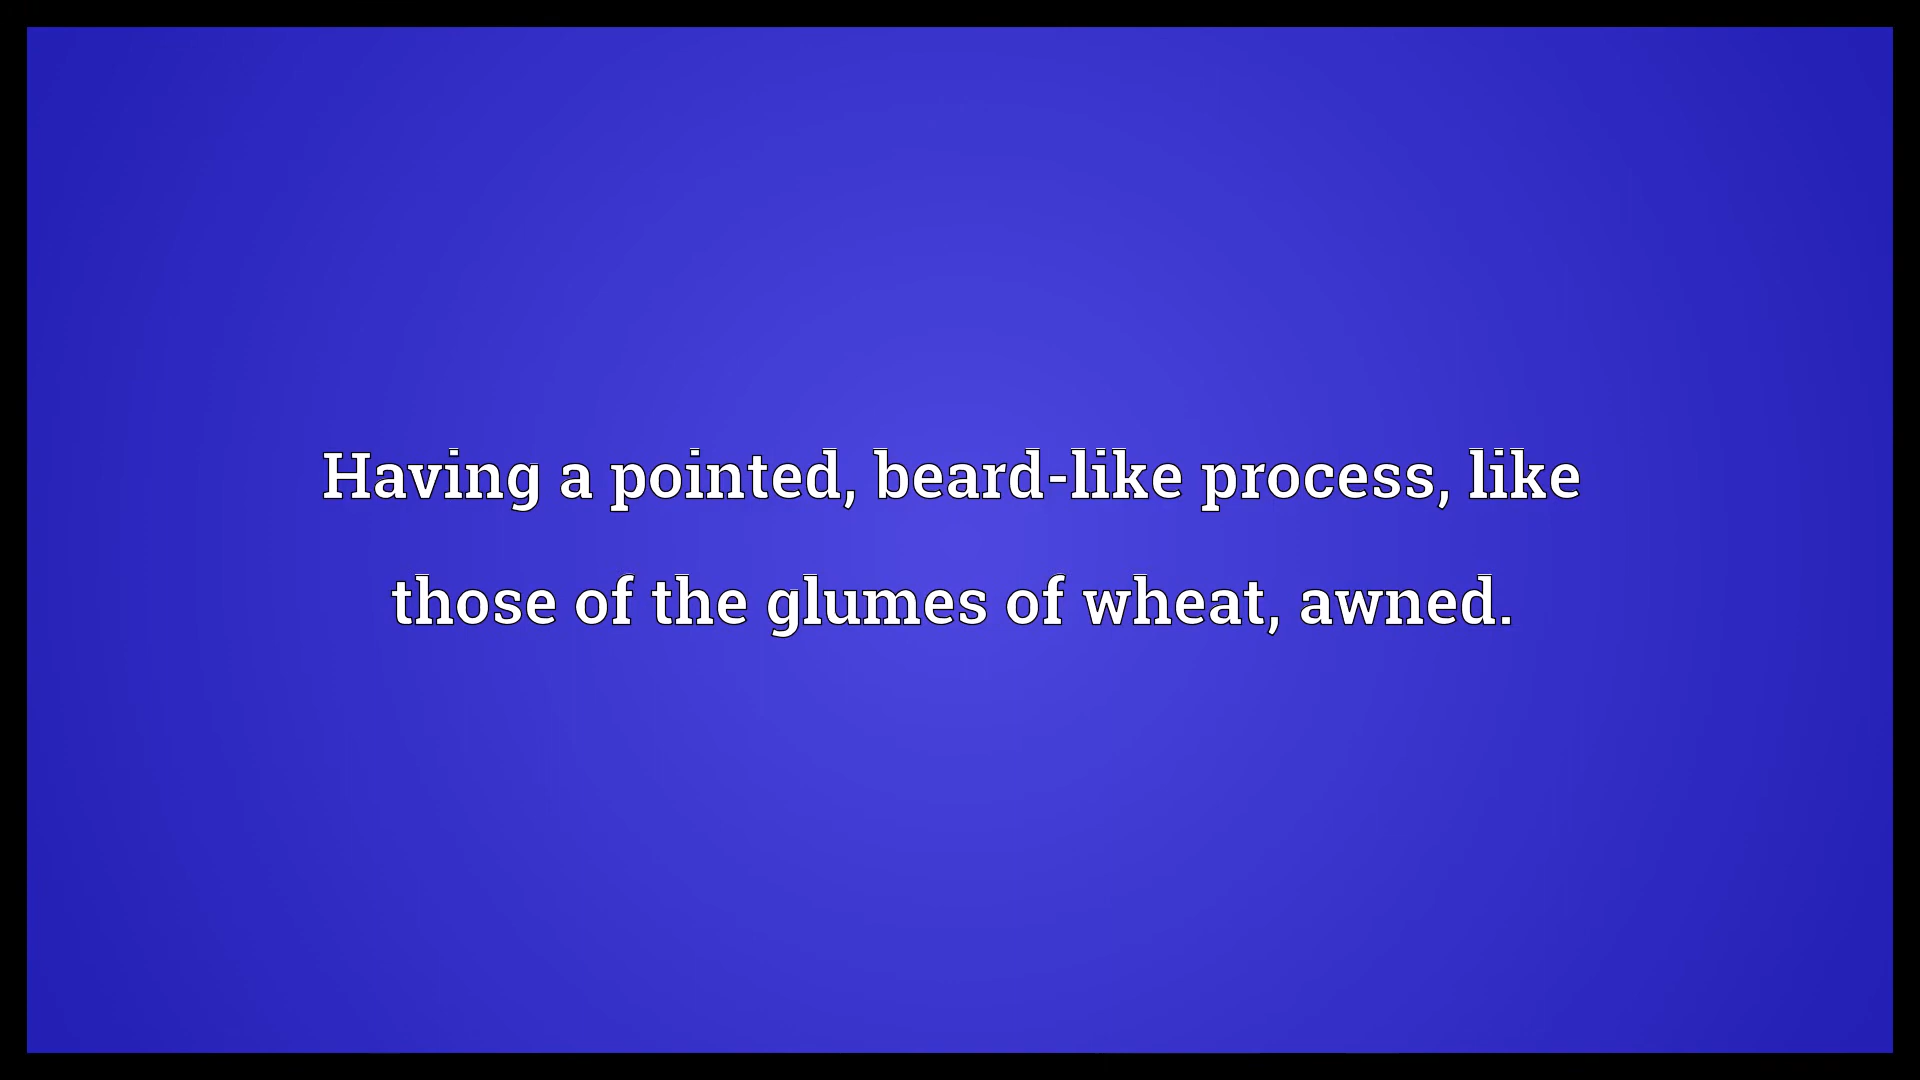 Having a pointed, beard-like process, like
those of the glumes of wheat, awned.